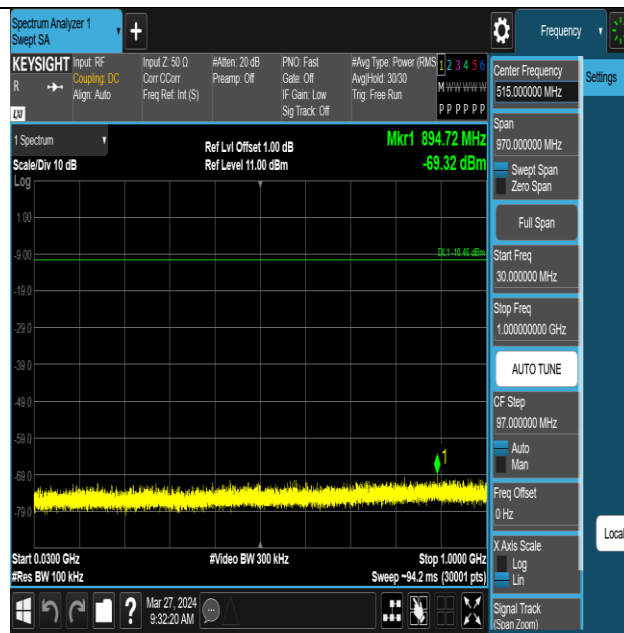 Spectrum Analyzer 1
Swept SA
+
Frequency
KEYSIGHT
R
LXI
Input: RF
Coupling: DC
Align: Auto
Input Z: 50 Ω
Corr CCorr
Freq Ref: Int (S)
#Atten: 20 dB
Preamp: Off
PNO: Fast
Gate: Off
IF Gain: Low
Sig Track: Off
#Avg Type: Power (RMS
Avg|Hold: 30/30
Trig: Free Run
1 2 3 4 5 6
M W W W W W
P P P P P P
1 Spectrum
Scale/Div 10 dB
Log
Ref Lvl Offset 1.00 dB
Ref Level 11.00 dBm
Mkr1 894.72 MHz
-69.32 dBm
1.00
-9.00
-19.0
-29.0
-39.0
-49.0
-59.0
-69.0
-79.0
DL1 -10.46 dBm
1
Start 0.0300 GHz
#Res BW 100 kHz
#Video BW 300 kHz
Stop 1.0000 GHz
Sweep ~94.2 ms (30001 pts)
?
Mar 27, 2024
9:32:20 AM
Center Frequency
515.000000 MHz
Span
970.000000 MHz
Swept Span
Zero Span
Full Span
Start Freq
30.000000 MHz
Stop Freq
1.000000000 GHz
AUTO TUNE
CF Step
97.000000 MHz
Auto
Man
Freq Offset
0 Hz
X Axis Scale
Log
Lin
Signal Track
(Span Zoom)
Settings
Local